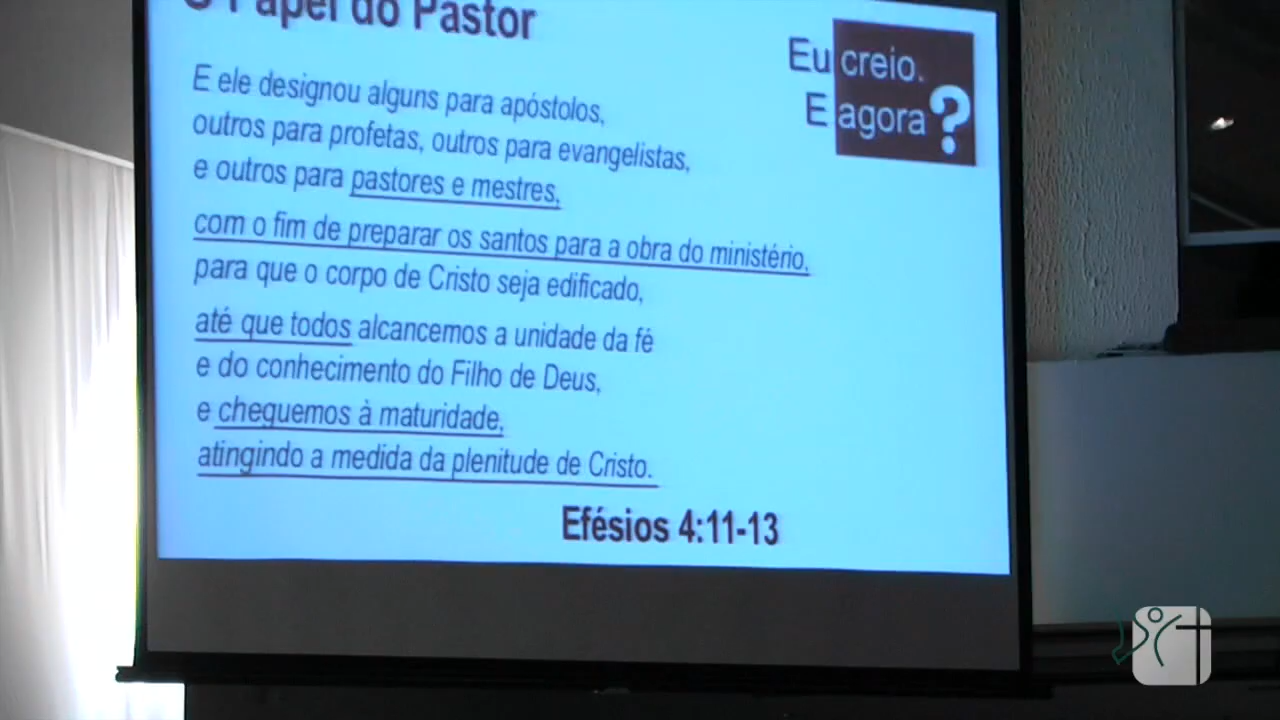 O Papel do Pastor
Eu creio.
E agora?
E ele designou alguns para apóstolos,
outros para profetas, outros para evangelistas,
e outros para pastores e mestres,
com o fim de preparar os santos para a obra do ministério,
para que o corpo de Cristo seja edificado,
até que todos alcancemos a unidade da fé
e do conhecimento do Filho de Deus,
e cheguemos à maturidade,
atingindo a medida da plenitude de Cristo.
Efésios 4:11-13